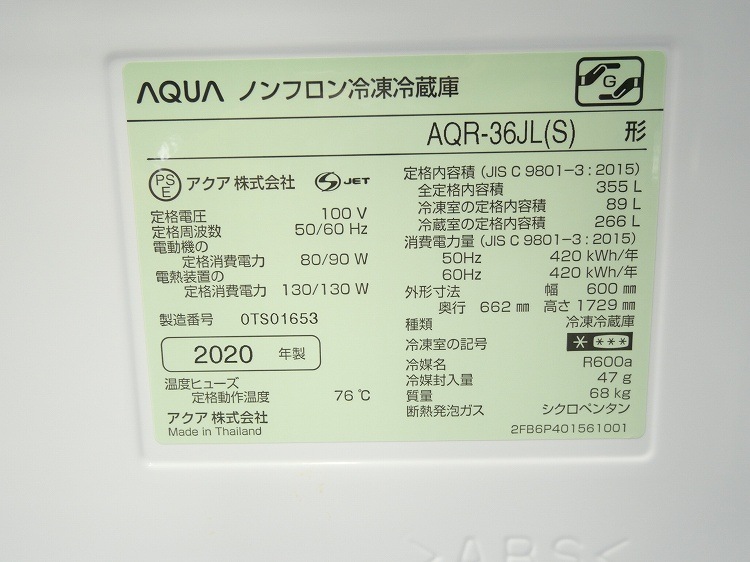 AQUA ノンフロン冷凍冷蔵庫
G
AQR-36JL(S) 形
PS
E
アクア 株式会社 S JET
定格電圧 100 V
定格周波数 50/60 Hz
電動機の
定格消費電力 80/90 W
電熱装置の
定格消費電力 130/130 W
製造番号 0TS01653
2020 年製
温度ヒューズ
定格動作温度 76 ℃
アクア 株式会社
Made in Thailand
定格内容積 (JIS C 9801-3 : 2015)
全定格内容積 355 L
冷凍室の定格内容積 89 L
冷蔵室の定格内容積 266 L
消費電力量 (JIS C 9801-3 : 2015)
50Hz 420 kWh/年
60Hz 420 kWh/年
外形寸法 幅 600 mm
奥行 662 mm 高さ 1729 mm
種類 冷凍冷蔵庫
冷凍室の記号 * ***
冷媒名 R600a
冷媒封入量 47 g
質量 68 kg
断熱発泡ガス シクロペンタン
2FB6P401561001
>ABS<